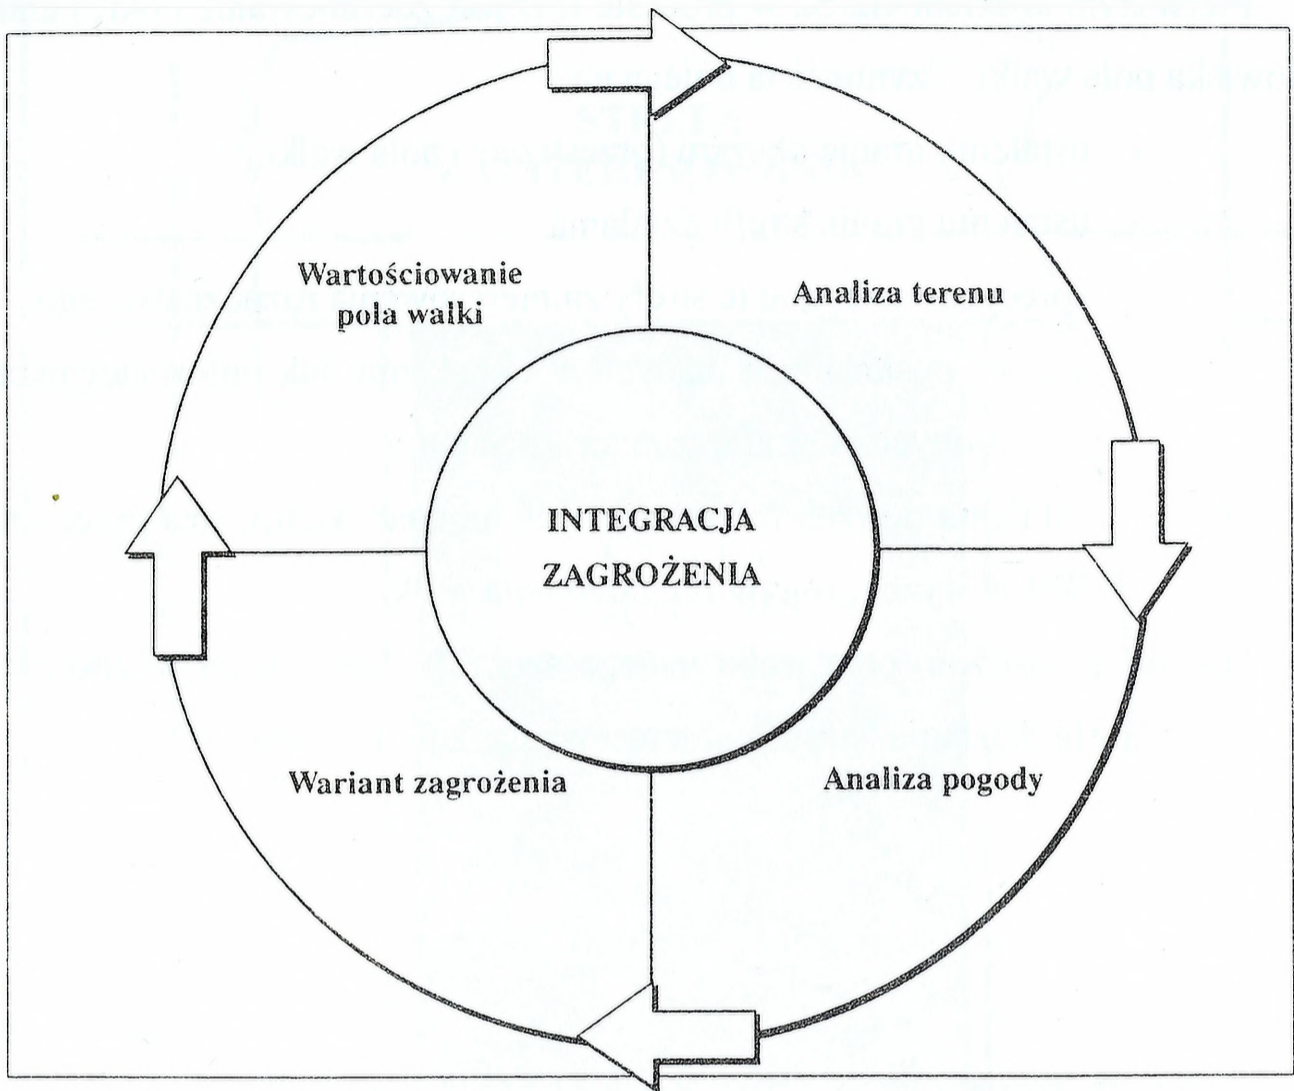 Wartościowanie
pola walki
Analiza terenu
INTEGRACJA
ZAGROŻENIA
Wariant zagrożenia
Analiza pogody